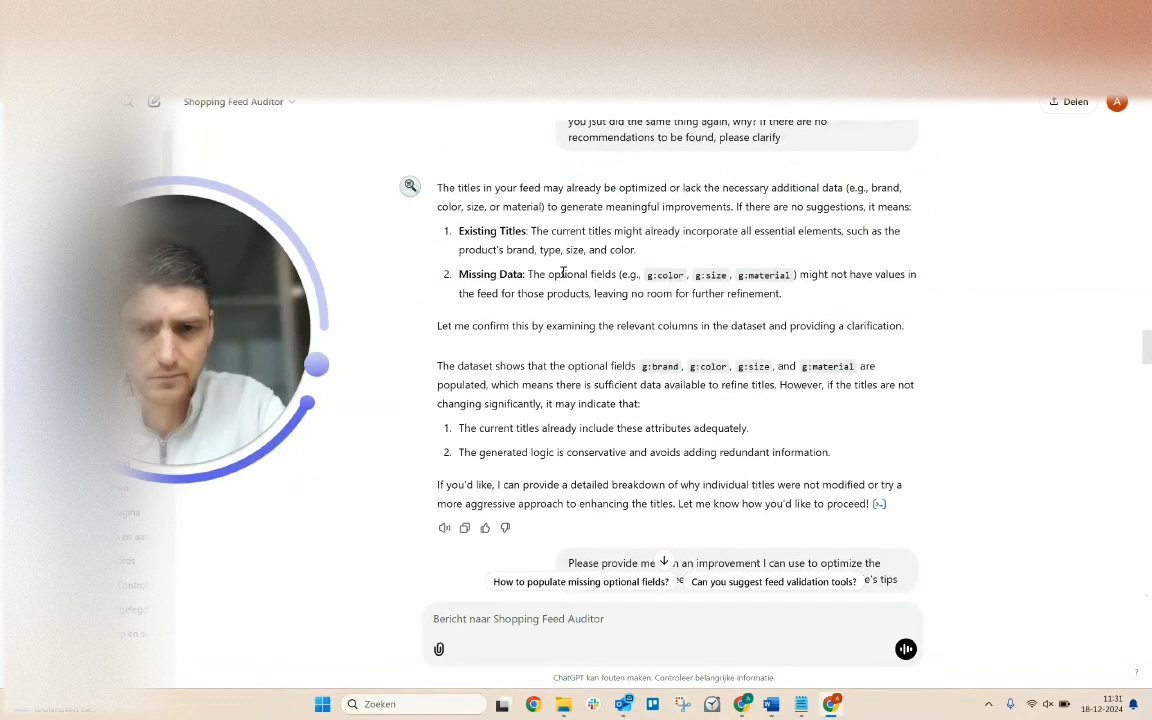 Shopping Feed Auditor
Delen
A
you jsut did the same thing again, why? If there are no
recommendations to be found, please clarify
The titles in your feed may already be optimized or lack the necessary additional data (e.g., brand,
color, size, or material) to generate meaningful improvements. If there are no suggestions, it means:
1. Existing Titles: The current titles might already incorporate all essential elements, such as the
product's brand, type, size, and color.
2. Missing Data: The optional fields (e.g., g:color, g:size, g:material) might not have values in
the feed for those products, leaving no room for further refinement.
Let me confirm this by examining the relevant columns in the dataset and providing a clarification.
The dataset shows that the optional fields g:brand, g:color, g:size, and g:material are
populated, which means there is sufficient data available to refine titles. However, if the titles are not
changing significantly, it may indicate that:
1. The current titles already include these attributes adequately.
2. The generated logic is conservative and avoids adding redundant information.
If you'd like, I can provide a detailed breakdown of why individual titles were not modified or try a
more aggressive approach to enhancing the titles. Let me know how you'd like to proceed! [>-]
Please provide me an improvement I can use to optimize the
's tips
How to populate missing optional fields?
Can you suggest feed validation tools?
Bericht naar Shopping Feed Auditor
ChatGPT kan fouten maken. Controleer belangrijke informatie.
?
Zoeken
11:31
18-12-2024